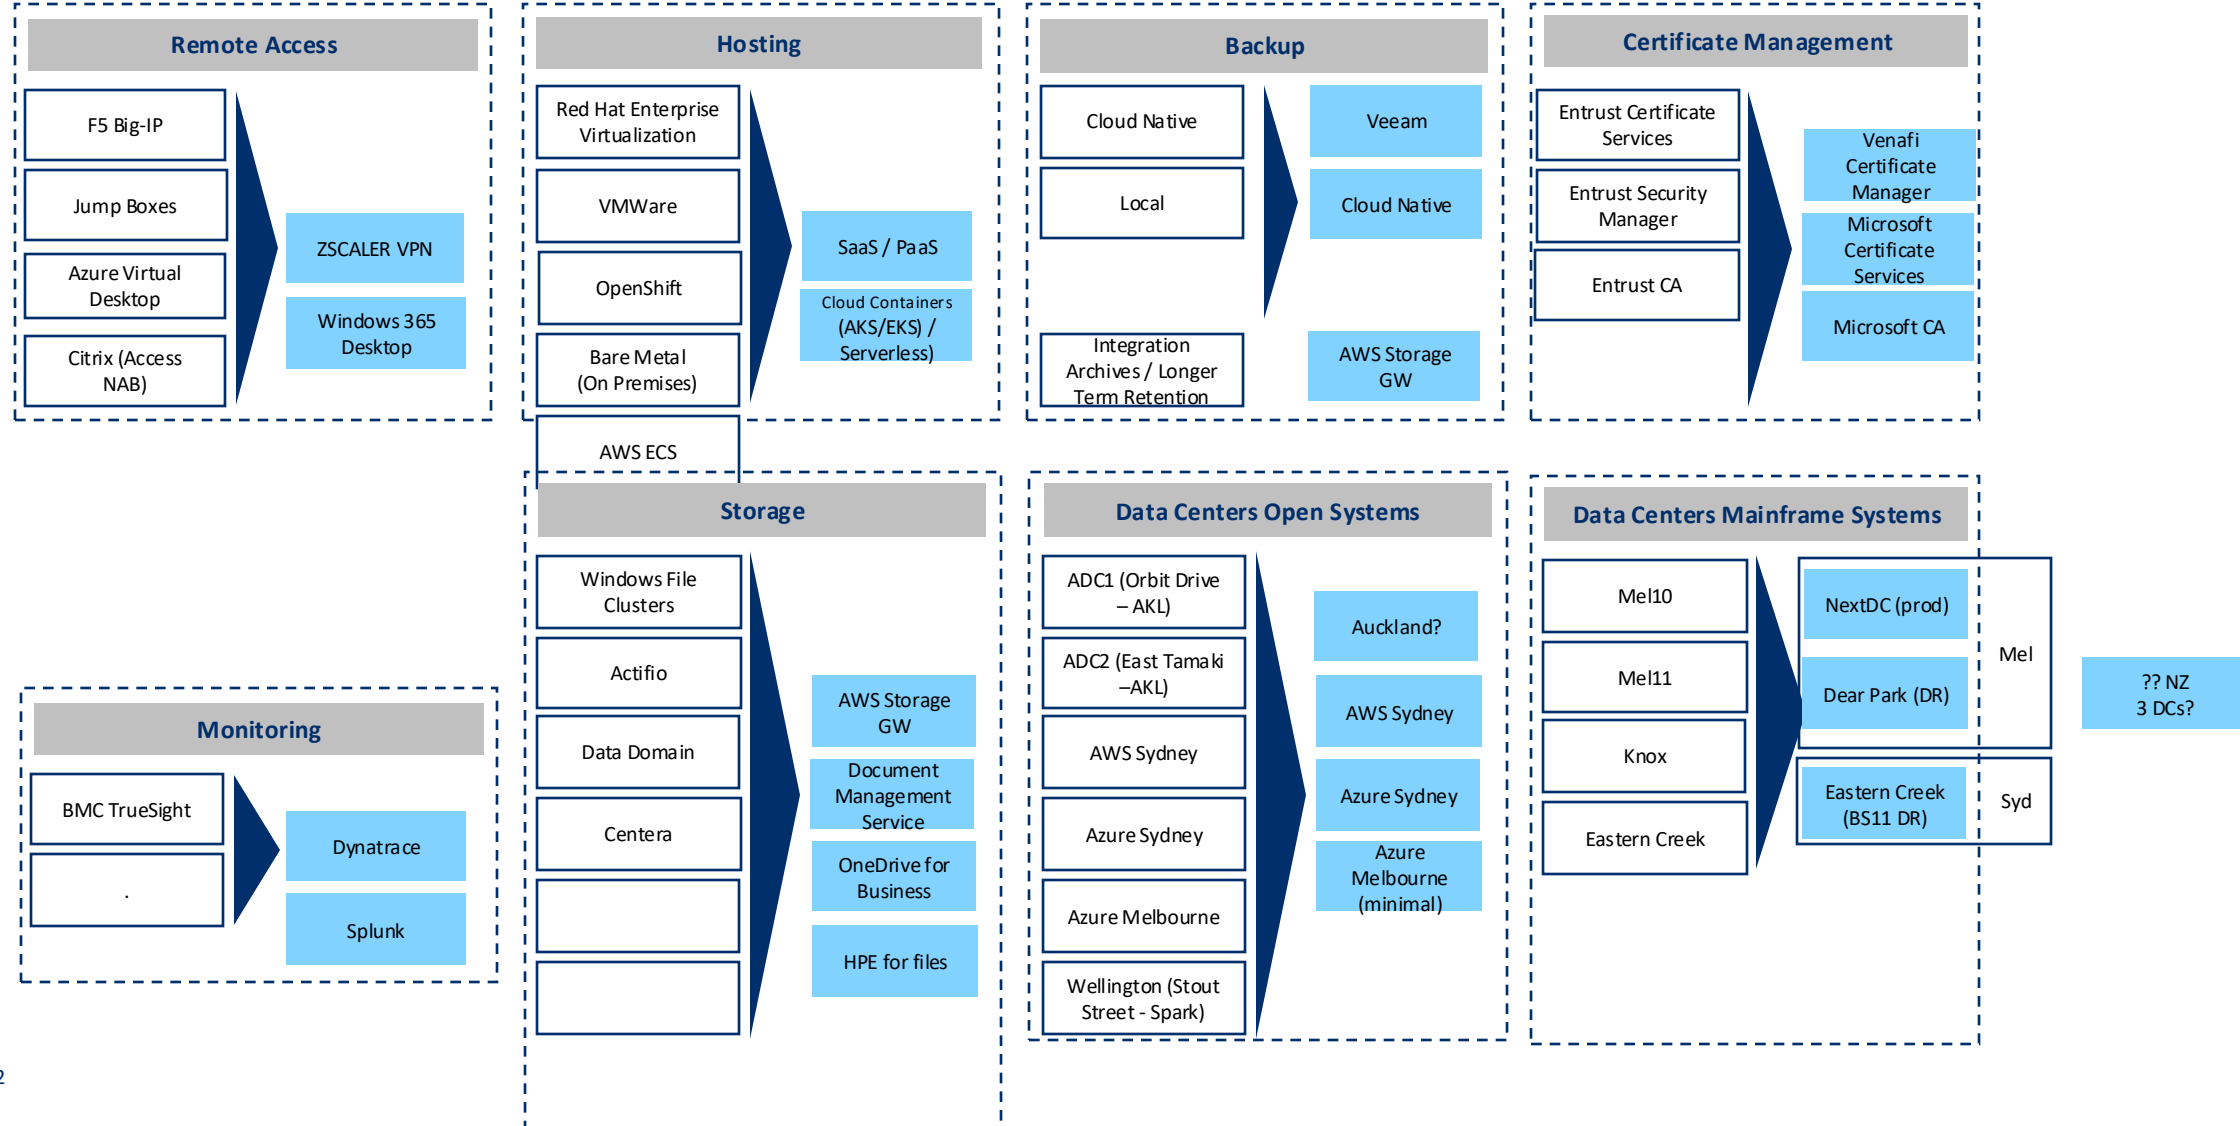 Remote Access
F5 Big-IP
Jump Boxes
Azure Virtual
Desktop
Citrix (Access
NAB)
ZSCALER VPN
Windows 365
Desktop
Hosting
Red Hat Enterprise
Virtualization
VMWare
OpenShift
Bare Metal
(On Premises)
AWS ECS
SaaS / PaaS
Cloud Containers
(AKS/EKS) /
Serverless)
Backup
Cloud Native
Local
Integration
Archives / Longer
Term Retention
Veeam
Cloud Native
AWS Storage
GW
Certificate Management
Entrust Certificate
Services
Entrust Security
Manager
Entrust CA
Venafi
Certificate
Manager
Microsoft
Certificate
Services
Microsoft CA
Monitoring
BMC TrueSight
.
Dynatrace
Splunk
Storage
Windows File
Clusters
Actifio
Data Domain
Centera
AWS Storage
GW
Document
Management
Service
OneDrive for
Business
HPE for files
Data Centers Open Systems
ADC1 (Orbit Drive
– AKL)
ADC2 (East Tamaki
–AKL)
AWS Sydney
Azure Sydney
Azure Melbourne
Wellington (Stout
Street - Spark)
Auckland?
AWS Sydney
Azure Sydney
Azure
Melbourne
(minimal)
Data Centers Mainframe Systems
Mel10
Mel11
Knox
Eastern Creek
NextDC (prod)
Dear Park (DR)
Mel
Eastern Creek
(BS11 DR)
Syd
?? NZ
3 DCs?
2